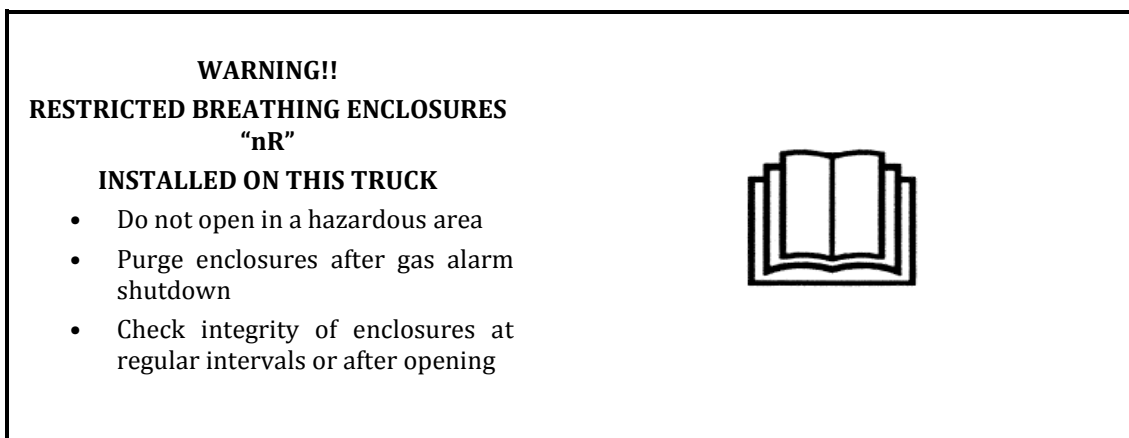 WARNING!!
RESTRICTED BREATHING ENCLOSURES
“nR”
INSTALLED ON THIS TRUCK
• Do not open in a hazardous area
• Purge enclosures after gas alarm
shutdown
• Check integrity of enclosures at
regular intervals or after opening